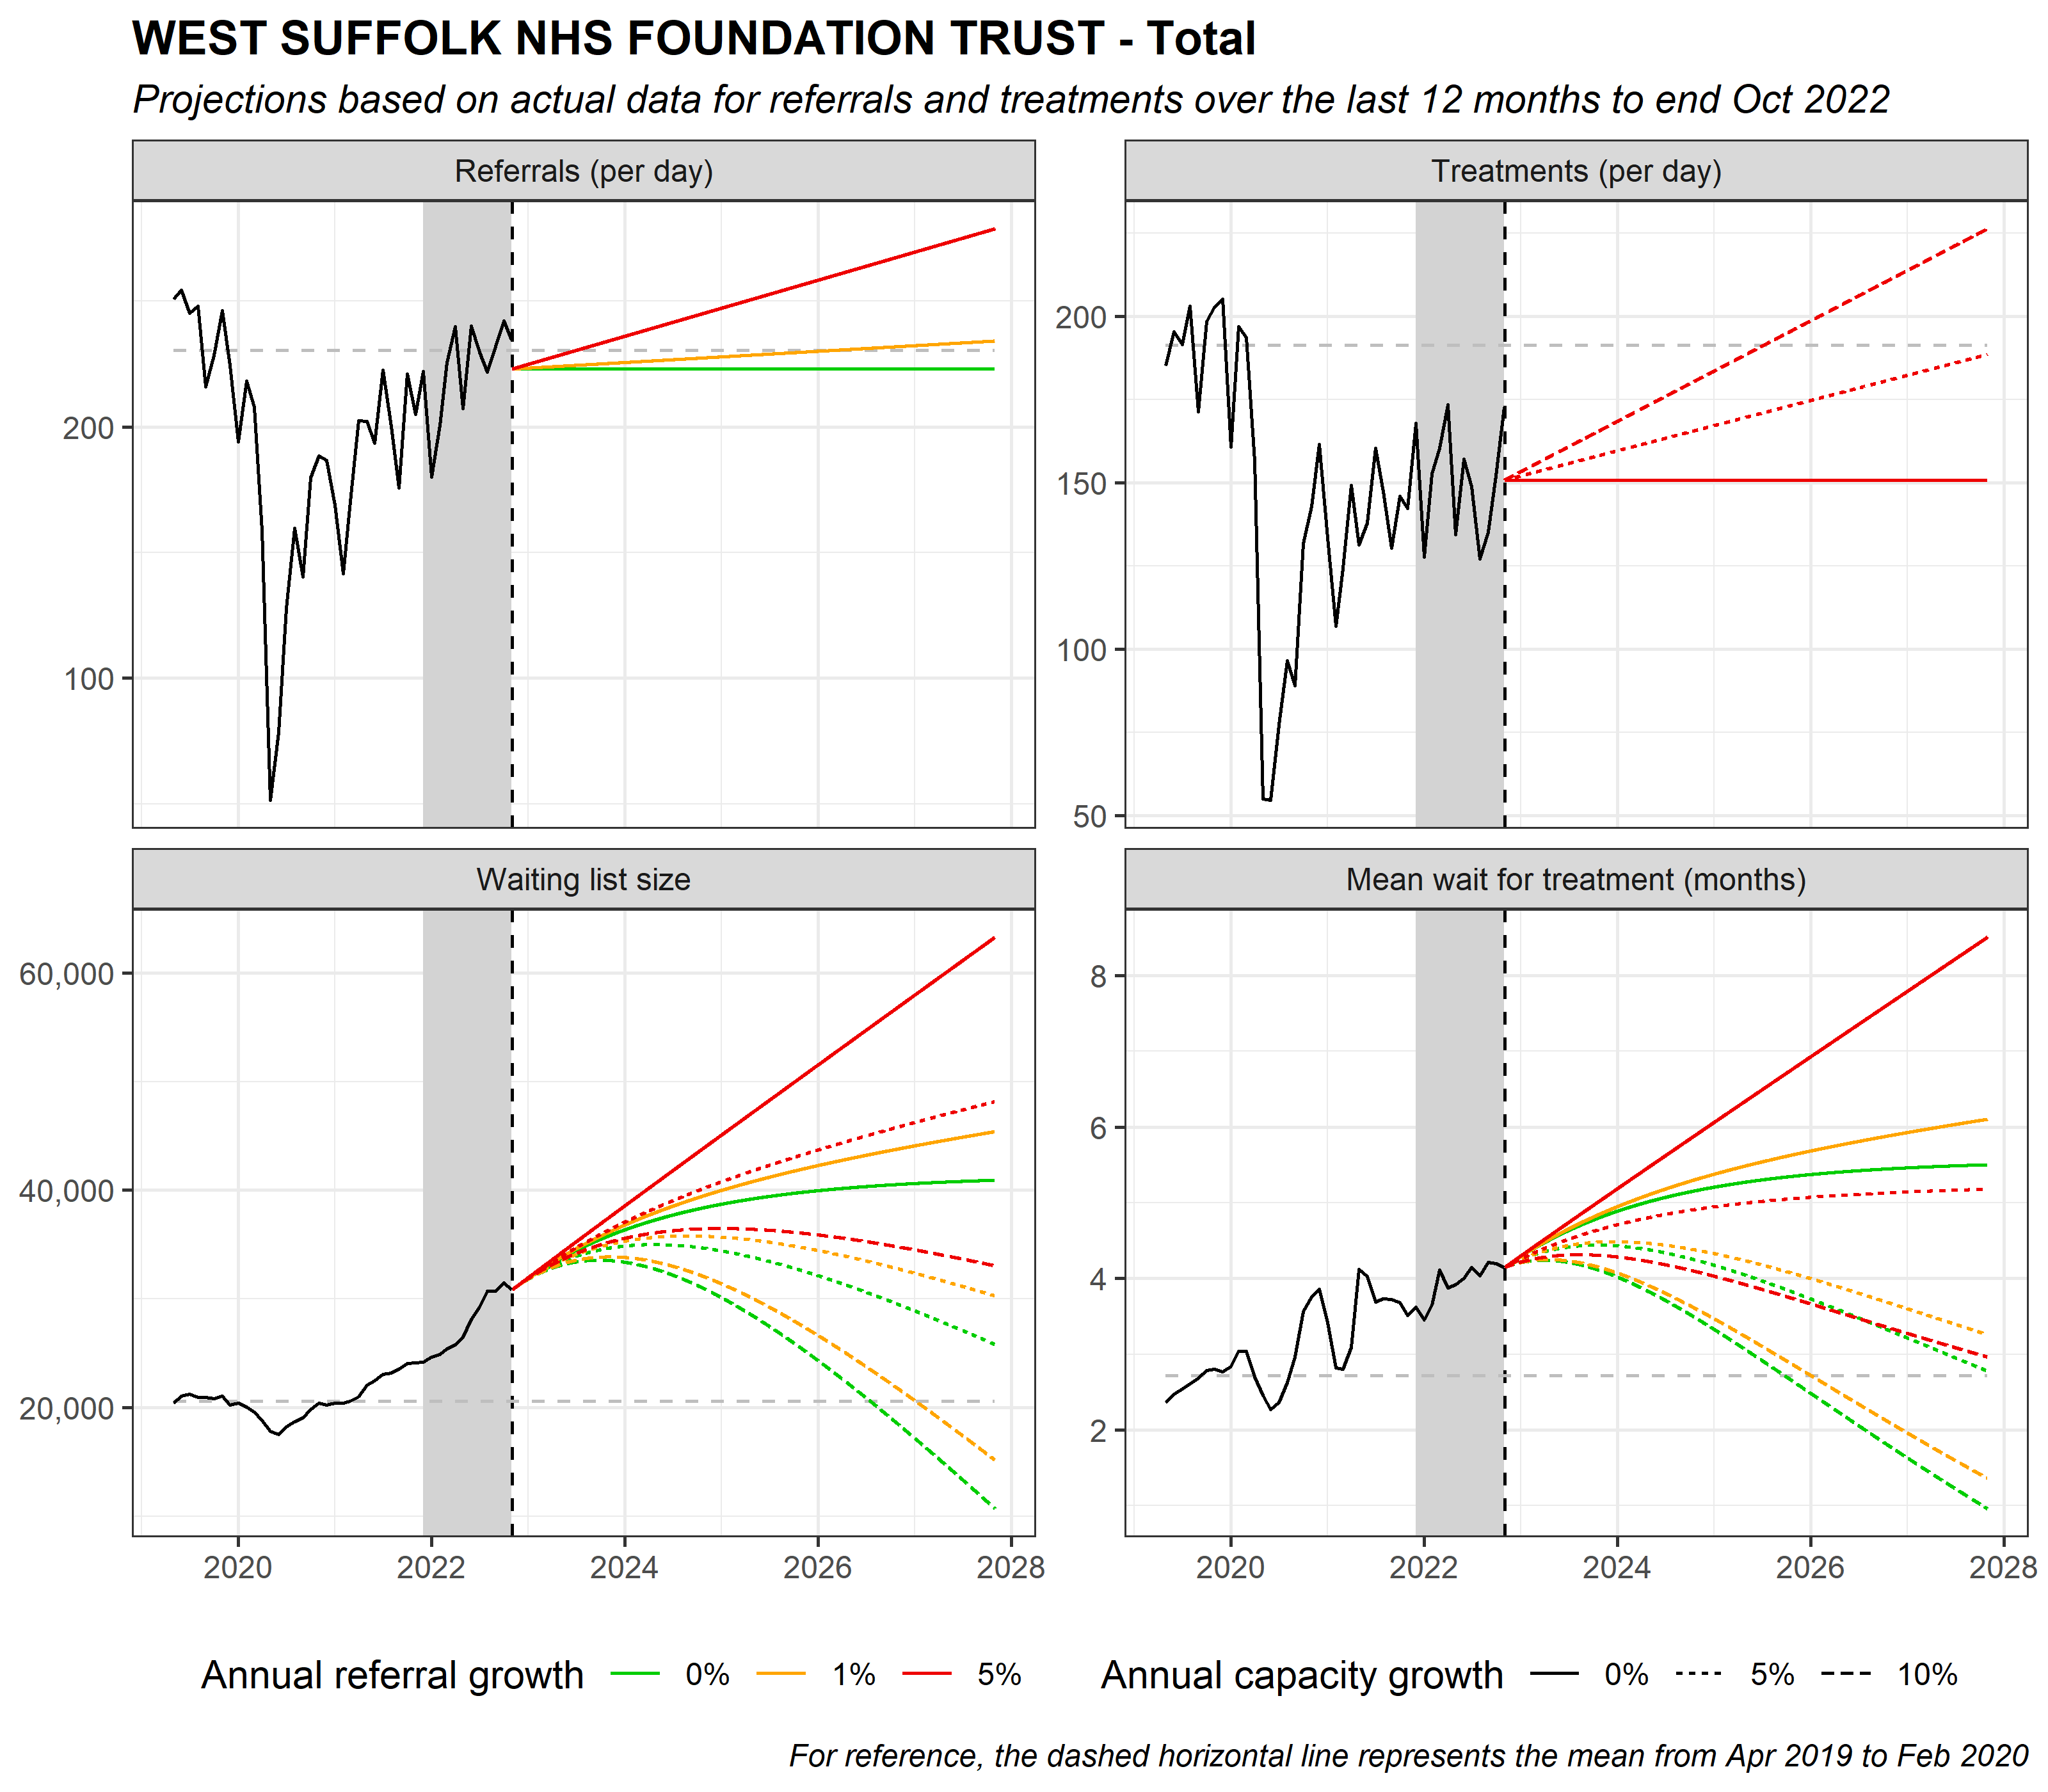 WEST SUFFOLK NHS FOUNDATION TRUST - Total
Projections based on actual data for referrals and treatments over the last 12 months to end Oct 2022
Referrals (per day)
Treatments (per day)
200
100
200
150
100
50
Waiting list size
Mean wait for treatment (months)
60,000
40,000
20,000
8
6
4
2
2020 2022 2024 2026 2028
2020 2022 2024 2026 2028
Annual referral growth 0% 1% 5%
Annual capacity growth 0% 5% 10%
For reference, the dashed horizontal line represents the mean from Apr 2019 to Feb 2020